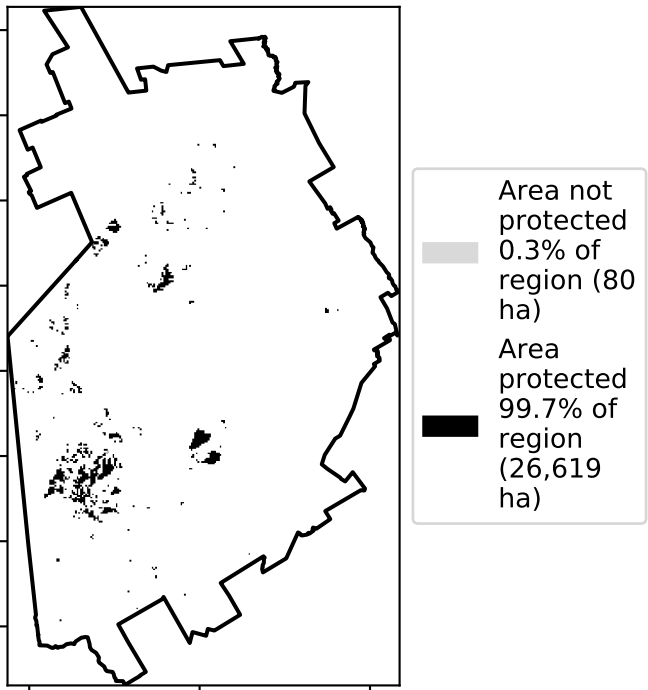 Area not
protected
0.3% of
region (80
ha)
Area
protected
99.7% of
region
(26,619
ha)